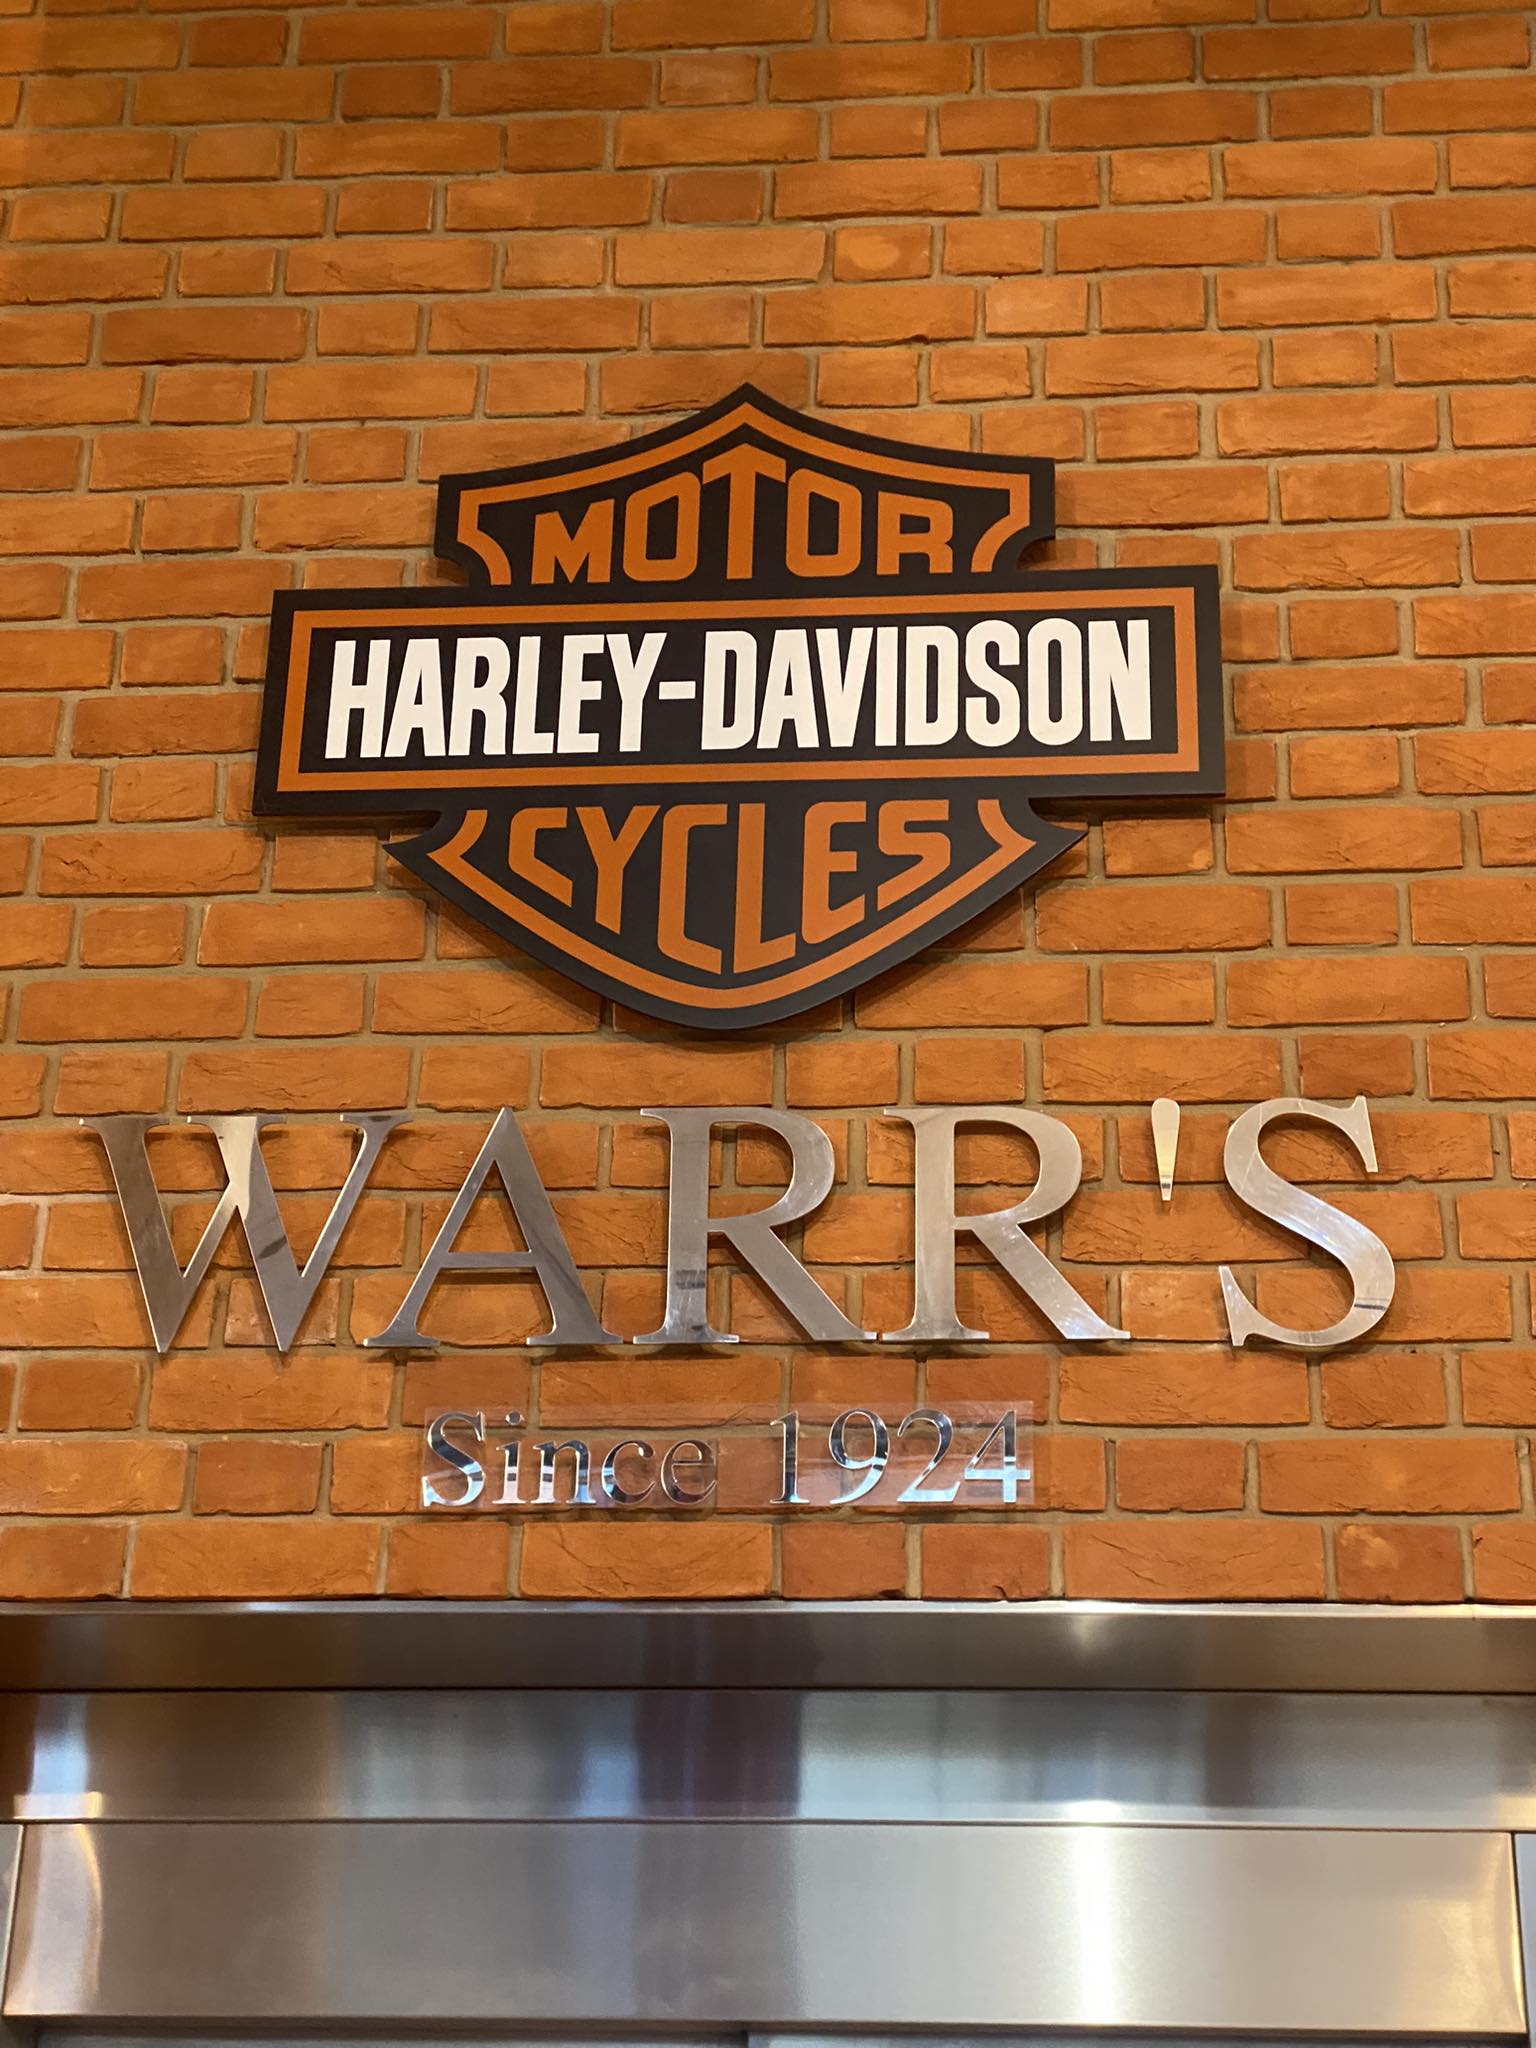 MOTOR
HARLEY-DAVIDSON
CYCLES
WARR'S
Since 1924